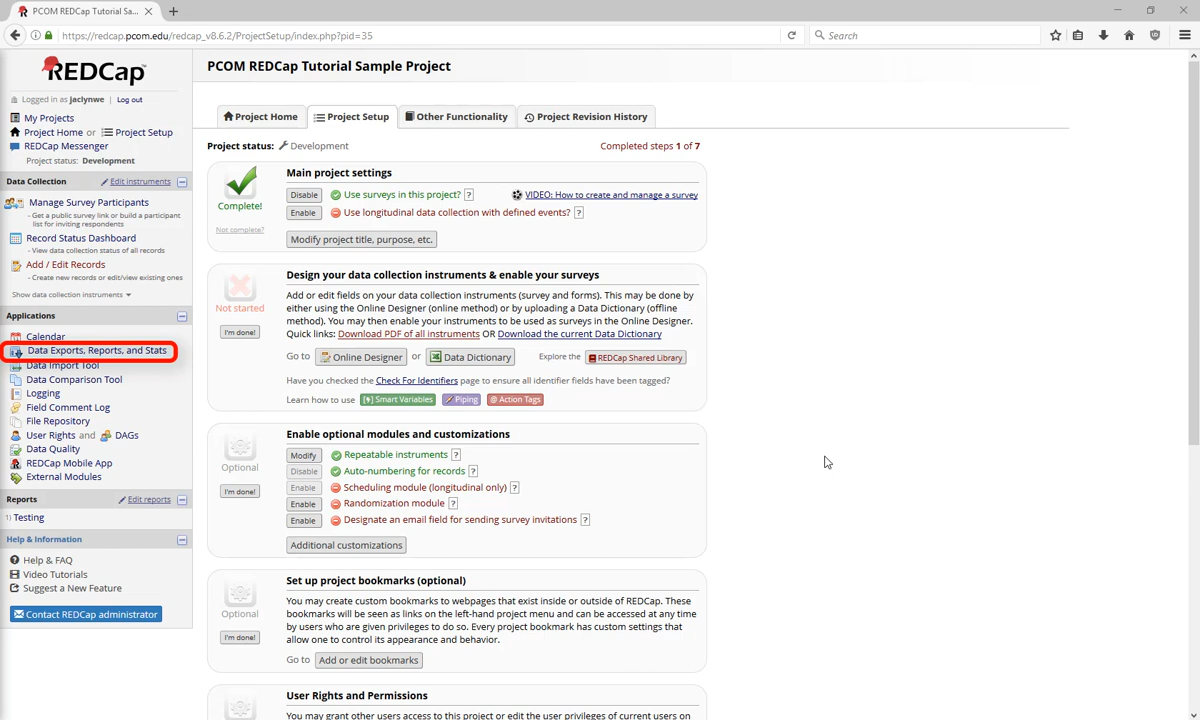 PCOM REDCap Tutorial Sa...
https://redcap.pcom.edu/redcap_v8.6.2/ProjectSetup/index.php?pid=35
Search
REDCap
Logged in as jaclynwe | Log out
My Projects
Project Home or Project Setup
REDCap Messenger
Project status: Development
Data Collection Edit instruments
Manage Survey Participants
- Get a public survey link or build a participant
list for inviting respondents
Record Status Dashboard
- View data collection status of all records
Add / Edit Records
- Create new records or edit/view existing ones
Show data collection instruments
Applications
Calendar
Data Exports, Reports, and Stats
Data Import Tool
Data Comparison Tool
Logging
Field Comment Log
File Repository
User Rights and DAGs
Data Quality
REDCap Mobile App
External Modules
Reports Edit reports
1) Testing
Help & Information
Help & FAQ
Video Tutorials
Suggest a New Feature
Contact REDCap administrator
PCOM REDCap Tutorial Sample Project
Project Home Project Setup Other Functionality Project Revision History
Project status: Development Completed steps 1 of 7
Complete!
Not complete?
Main project settings
Disable Use surveys in this project? ? VIDEO: How to create and manage a survey
Enable Use longitudinal data collection with defined events? ?
Modify project title, purpose, etc.
Not started
I'm done!
Design your data collection instruments & enable your surveys
Add or edit fields on your data collection instruments (survey and forms). This may be done by
either using the Online Designer (online method) or by uploading a Data Dictionary (offline
method). You may then enable your instruments to be used as surveys in the Online Designer.
Quick links: Download PDF of all instruments OR Download the current Data Dictionary
Go to Online Designer or Data Dictionary Explore the REDCap Shared Library
Have you checked the Check For Identifiers page to ensure all identifier fields have been tagged?
Learn how to use Smart Variables Piping @ Action Tags
Optional
I'm done!
Enable optional modules and customizations
Modify Repeatable instruments ?
Disable Auto-numbering for records ?
Enable Scheduling module (longitudinal only) ?
Enable Randomization module ?
Enable Designate an email field for sending survey invitations ?
Additional customizations
Optional
I'm done!
Set up project bookmarks (optional)
You may create custom bookmarks to webpages that exist inside or outside of REDCap. These
bookmarks will be seen as links on the left-hand project menu and can be accessed at any time
by users who are given privileges to do so. Every project bookmark has custom settings that
allow one to control its appearance and behavior.
Go to Add or edit bookmarks
User Rights and Permissions
You may grant other users access to this project or edit the user privileges of current users on